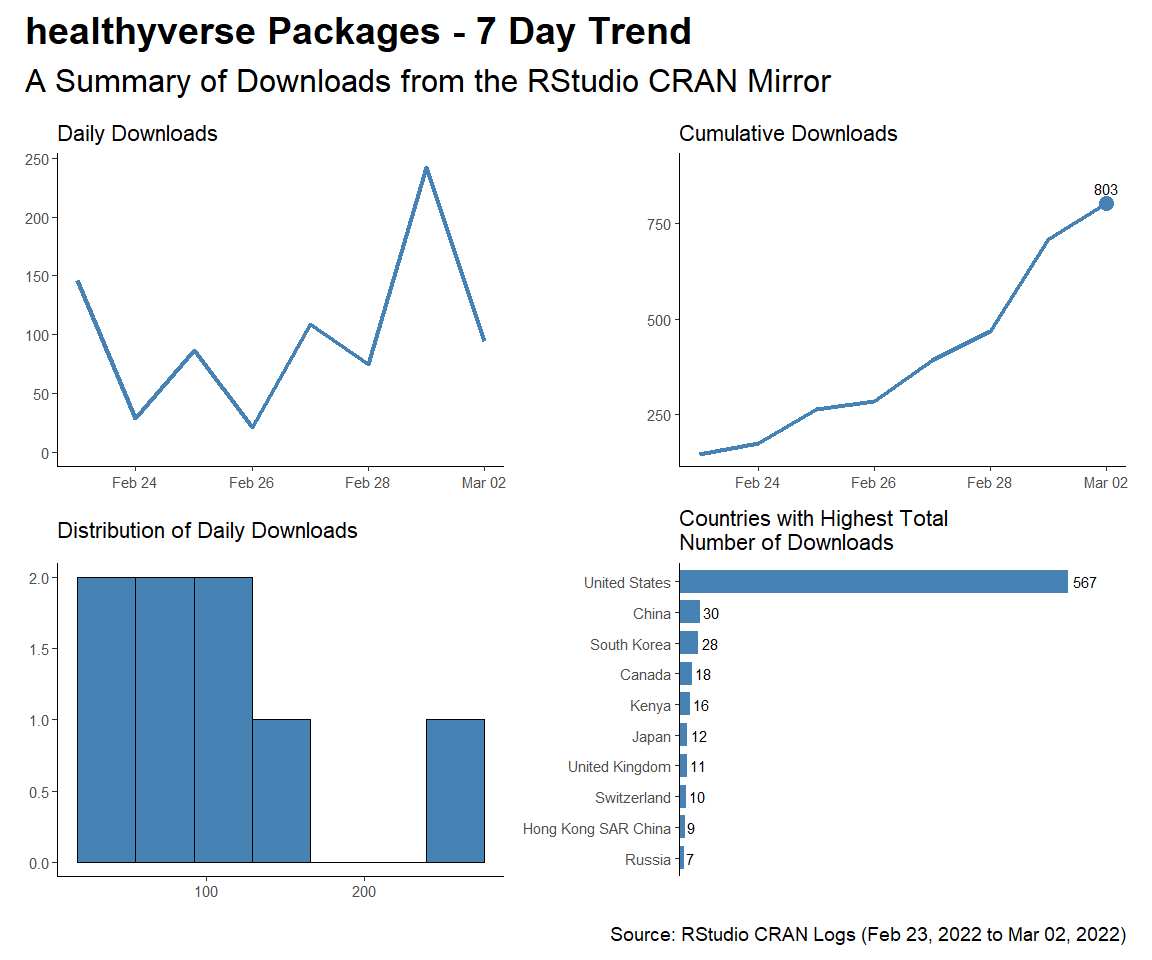 healthyverse Packages - 7 Day Trend
A Summary of Downloads from the RStudio CRAN Mirror
Daily Downloads
250
200
150
100
50
0
Feb 24 Feb 26 Feb 28 Mar 02
Cumulative Downloads
803
750
500
250
Feb 24 Feb 26 Feb 28 Mar 02
Distribution of Daily Downloads
2.0
1.5
1.0
0.5
0.0
100 200
Countries with Highest Total
Number of Downloads
United States 567
China 30
South Korea 28
Canada 18
Kenya 16
Japan 12
United Kingdom 11
Switzerland 10
Hong Kong SAR China 9
Russia 7
Source: RStudio CRAN Logs (Feb 23, 2022 to Mar 02, 2022)